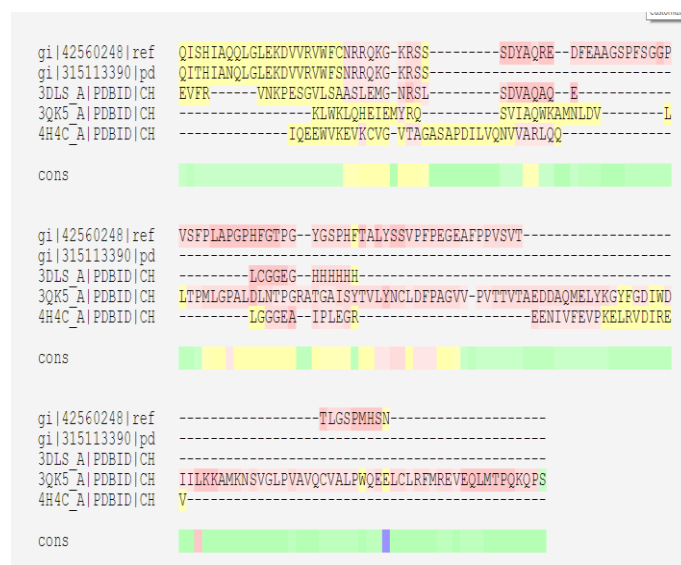 gi|42560248|ref QISHIAQQLGLEKDVVRVWFCNRRQKG-KRSS---------SDYAQRE--DFEAAGSPFSGGP
gi|315113390|pd QITHIANQLGLEKDVVRVWFSNRRQKG-KRSS-------------------------------
3DLS_A|PDBID|CH EVFR------VNKPESGVLSAASLEMG-NRSL---------SDVAQAQ--E------------
3QK5_A|PDBID|CH -----------------KLWKLQHEIEMYRQ----------SVIAQWKAMNLDV--------L
4H4C_A|PDBID|CH --------------IQEEWVKEVKCVG-VTAGASAPDILVQNVVARLQQ--------------
cons
gi|42560248|ref VSFPLAPGPHFGTPG--YGSPHFTALYSSVPFPEGEAFPPVSVT-------------------
gi|315113390|pd ---------------------------------------------------------------
3DLS_A|PDBID|CH ---------LCGGEG-HHHHHH-----------------------------------------
3QK5_A|PDBID|CH LTPMLGPALDLNTPGRATGAISYTVLYNCLDFPAGVV-PVTTVTAEDDAQMELYKGYFGDIWD
4H4C_A|PDBID|CH ---------LGGGEA--IPLEGR----------------------EENIVFEVPKELRVDIRE
cons
gi|42560248|ref ------------------TLGSPMHSN--------------------
gi|315113390|pd -----------------------------------------------
3DLS_A|PDBID|CH -----------------------------------------------
3QK5_A|PDBID|CH IILKKAMKNSVGLPVAVQCVALPWQEELCLRFMREVEQLMTPQKQPS
4H4C_A|PDBID|CH V----------------------------------------------
cons